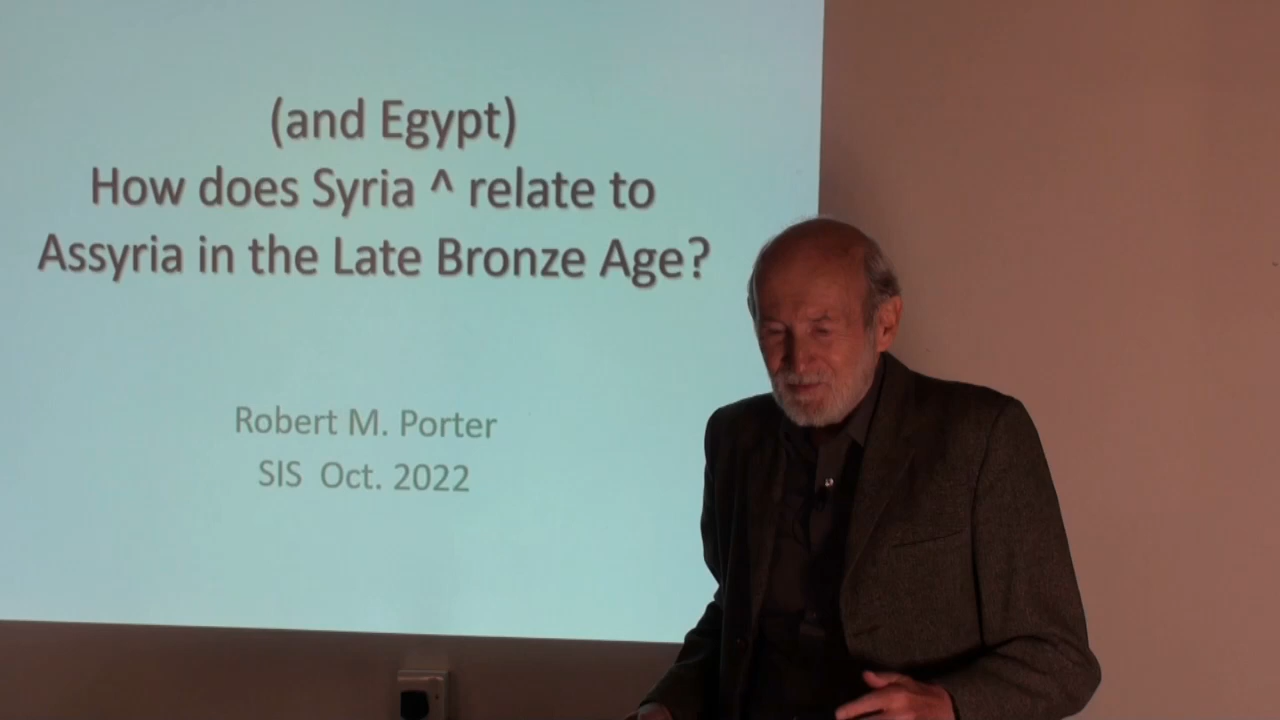 (and Egypt)
How does Syria ^ relate to
Assyria in the Late Bronze Age?
Robert M. Porter
SIS Oct. 2022